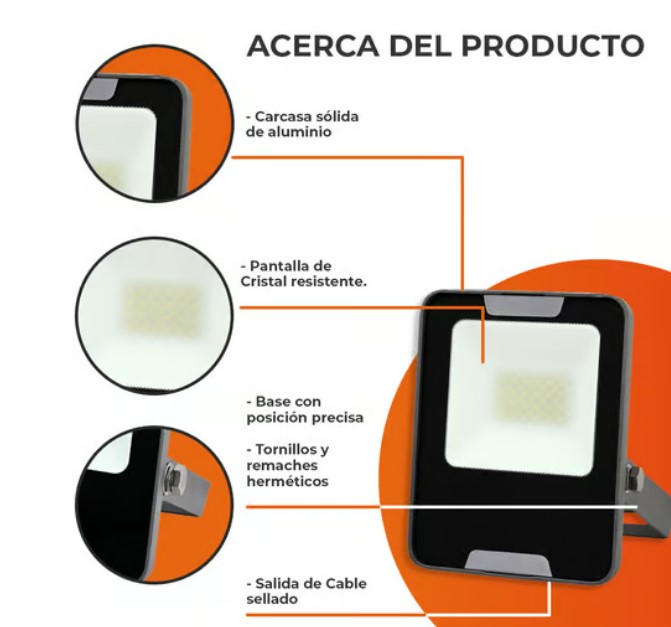 ACERCA DEL PRODUCTO
- Carcasa sólida
de aluminio
- Pantalla de
Cristal resistente.
- Base con
posición precisa
- Tornillos y
remaches
herméticos
- Salida de Cable
sellado